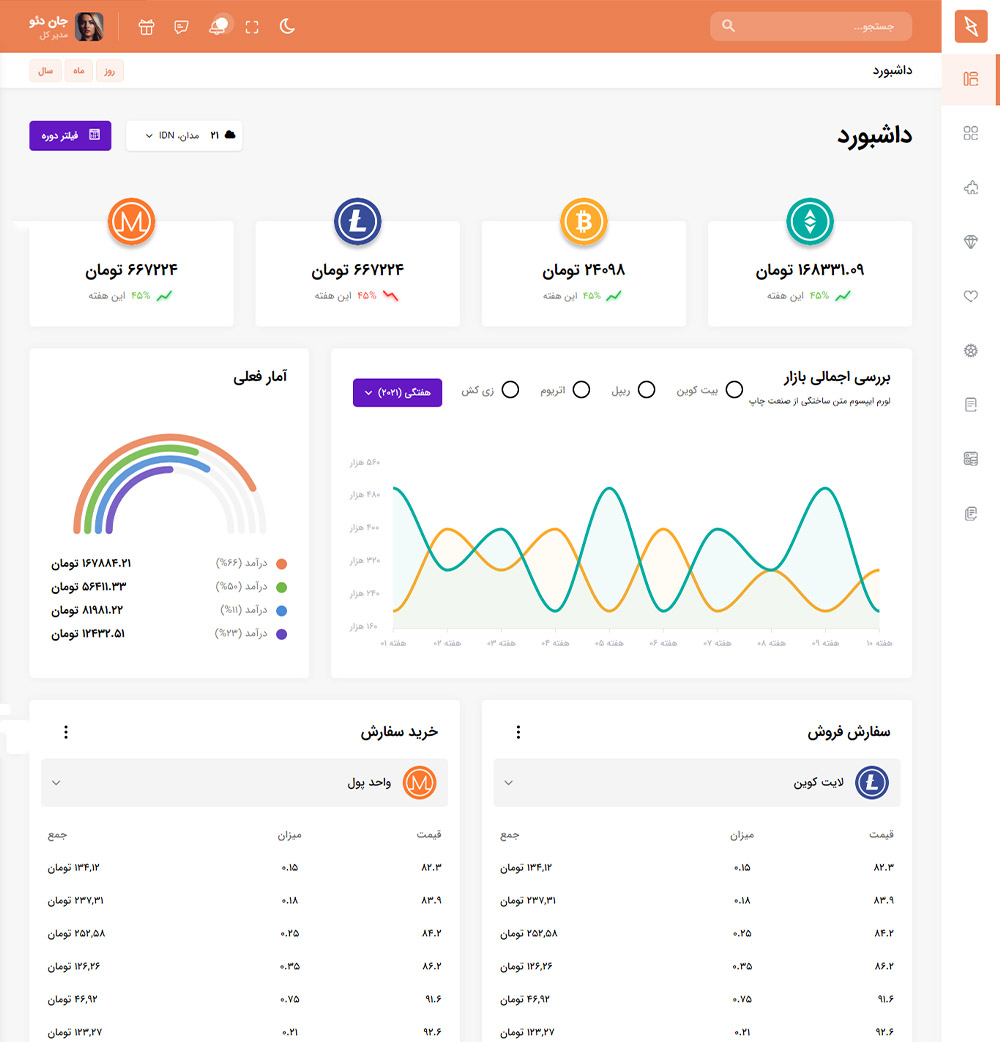 جستجو...
جان دئو
مدیر کل
داشبورد
روز
ماه
سال
داشبورد
۲۱ مدان، IDN
فیلتر دوره
۱۶۸۳۳۱.۰۹ تومان
۴۵% این هفته
۲۴۰۹۸ تومان
۴۵% این هفته
۶۶۷۲۲۴ تومان
۴۵% این هفته
۶۶۷۲۲۴ تومان
۴۵% این هفته
بررسی اجمالی بازار
لورم ایپسوم متن ساختگی از صنعت چاپ
بیت کوین
ریپل
اتریوم
زی کش
هفتگی (۲۰۲۱)
۵۶۰ هزار
۴۸۰ هزار
۴۰۰ هزار
۳۲۰ هزار
۲۴۰ هزار
۱۶۰ هزار
هفته ۰۱
هفته ۰۲
هفته ۰۳
هفته ۰۴
هفته ۰۵
هفته ۰۶
هفته ۰۷
هفته ۰۸
هفته ۰۹
هفته ۱۰
آمار فعلی
درآمد (۶۶%) ۱۶۷۸۸۴.۲۱ تومان
درآمد (۵۰%) ۵۶۴۱۱.۳۳ تومان
درآمد (۱۱%) ۸۱۹۸۱.۲۲ تومان
درآمد (۲۳%) ۱۲۴۳۲.۵۱ تومان
سفارش فروش
لایت کوین
قیمت میزان جمع
۸۲.۳ ۰.۱۵ ۱۳۴,۱۲ تومان
۸۳.۹ ۰.۱۸ ۲۳۷,۳۱ تومان
۸۴.۲ ۰.۲۵ ۲۵۲,۵۸ تومان
۸۶.۲ ۰.۳۵ ۱۲۶,۲۶ تومان
۹۱.۶ ۰.۷۵ ۴۶,۹۲ تومان
۹۲.۶ ۰.۲۱ ۱۲۳,۲۷ تومان
خرید سفارش
واحد پول
قیمت میزان جمع
۸۲.۳ ۰.۱۵ ۱۳۴,۱۲ تومان
۸۳.۹ ۰.۱۸ ۲۳۷,۳۱ تومان
۸۴.۲ ۰.۲۵ ۲۵۲,۵۸ تومان
۸۶.۲ ۰.۳۵ ۱۲۶,۲۶ تومان
۹۱.۶ ۰.۷۵ ۴۶,۹۲ تومان
۹۲.۶ ۰.۲۱ ۱۲۳,۲۷ تومان